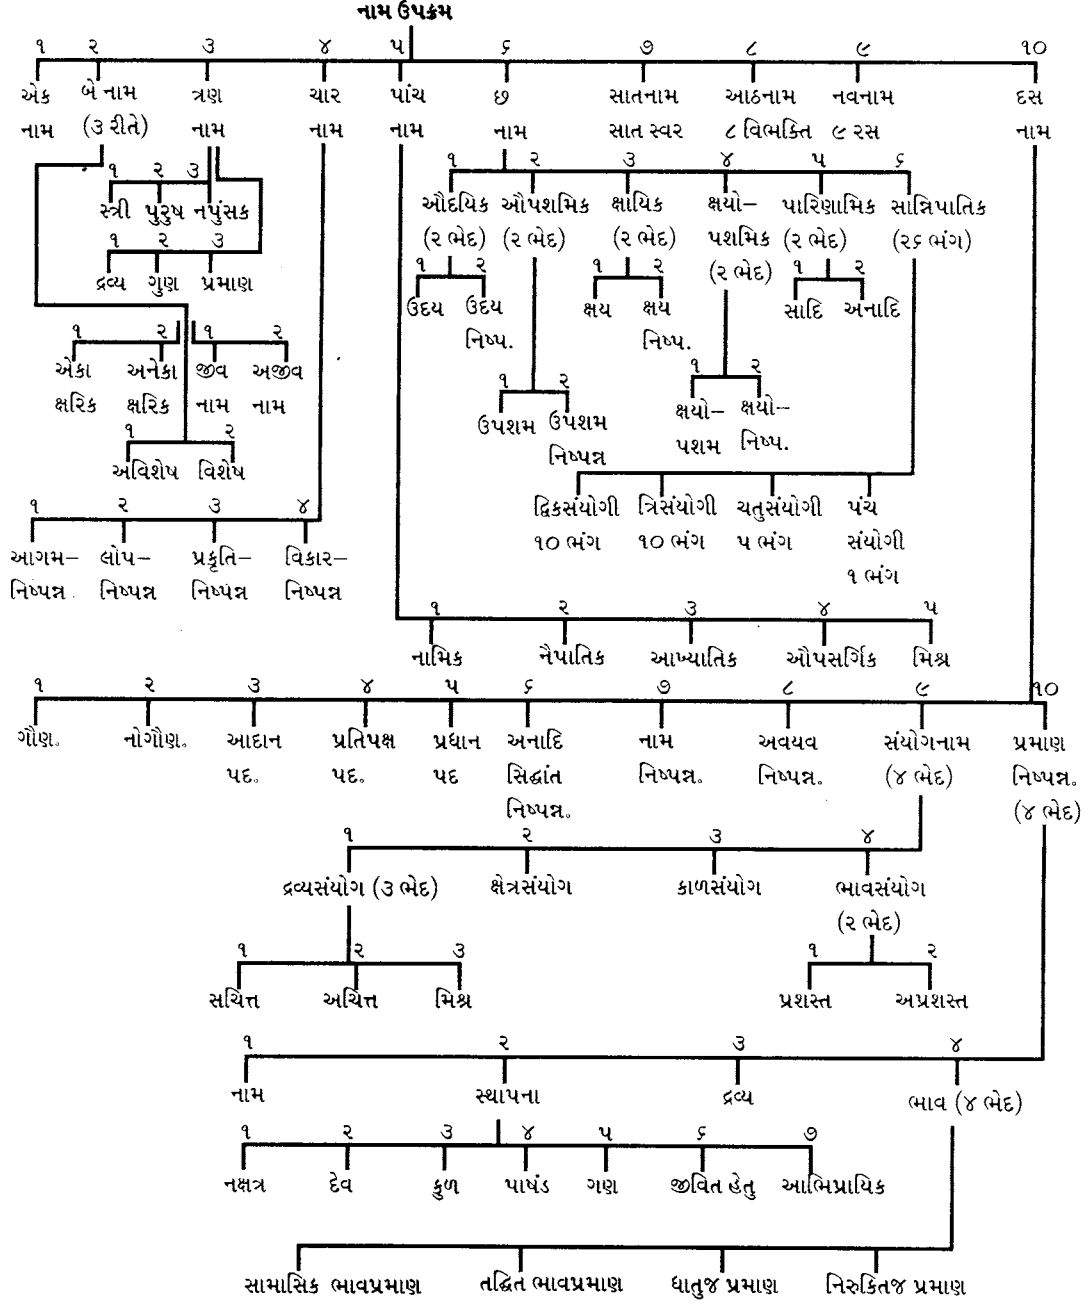 નામ ઉપક્રમ
૧ ૨ ૩ ૪ ૫ ૬ ૭ ૮ ૯ ૧૦
એક બે નામ ત્રણ ચાર પાંચ છ સાતનામ આઠનામ નવનામ દસ
નામ (૩ રીતે) નામ નામ નામ નામ સાત સ્વર ૮ વિભક્તિ ૯ રસ નામ
૧ ૨ ૩
સ્ત્રી પુરુષ નપુંસક
૧ ૨ ૩
દ્રવ્ય ગુણ પ્રમાણ
૧ ૨ ૧ ૨
એકા અનેકા જીવ અજીવ
ક્ષરિક ક્ષરિક નામ નામ
૧ ૨
અવિશેષ વિશેષ
૧ ૨ ૩ ૪
આગમ– લોપ– પ્રકૃતિ– વિકાર–
નિષ્પન્ન નિષ્પન્ન નિષ્પન્ન નિષ્પન્ન
૧ ૨ ૩ ૪ ૫ ૬
ઔદયિક ઔપશમિક ક્ષાયિક ક્ષયો– પારિણામિક સાન્નિપાતિક
(૨ ભેદ) (૨ ભેદ) (૨ ભેદ) પશમિક (૨ ભેદ) (૨૬ ભંગ)
(૨ ભેદ)
૧ ૨ ૧ ૨ ૧ ૨
ઉદય ઉદય ક્ષય ક્ષય સાદિ અનાદિ
નિષ્પ. નિષ્પ.
૧ ૨ ૧ ૨
ઉપશમ ઉપશમ ક્ષયો– ક્ષયો–
નિષ્પન્ન પશમ નિષ્પ.
દ્વિકસંયોગી ત્રિસંયોગી ચતુસંયોગી પંચ
૧૦ ભંગ ૧૦ ભંગ ૫ ભંગ સંયોગી
૧ ભંગ
૧ ૨ ૩ ૪ ૫
નામિક નૈપાતિક આખ્યાતિક ઔપસર્ગિક મિશ્ર
૧ ૨ ૩ ૪ ૫ ૬ ૭ ૮ ૯ ૧૦
ગૌણ. નોગૌણ. આદાન પ્રતિપક્ષ પ્રધાન અનાદિ નામ અવયવ સંયોગનામ પ્રમાણ
પદ. પદ. પદ સિદ્ધાંત નિષ્પન્ન. નિષ્પન્ન. (૪ ભેદ) નિષ્પન્ન.
નિષ્પન્ન. (૪ ભેદ)
૧ ૨ ૩ ૪
દ્રવ્યસંયોગ (૩ ભેદ) ક્ષેત્રસંયોગ કાળસંયોગ ભાવસંયોગ
(૨ ભેદ)
૧ ૨ ૩ ૧ ૨
સચિત્ત અચિત્ત મિશ્ર પ્રશસ્ત અપ્રશસ્ત
૧ ૨ ૩ ૪
નામ સ્થાપના દ્રવ્ય ભાવ (૪ ભેદ)
૧ ૨ ૩ ૪ ૫ ૬ ૭
નક્ષત્ર દેવ કુળ પાષંડ ગણ જીવિત હેતુ આભિપ્રાયિક
સામાસિક ભાવપ્રમાણ તદ્ધિત ભાવપ્રમાણ ધાતુજ પ્રમાણ નિરુક્તિજ પ્રમાણ